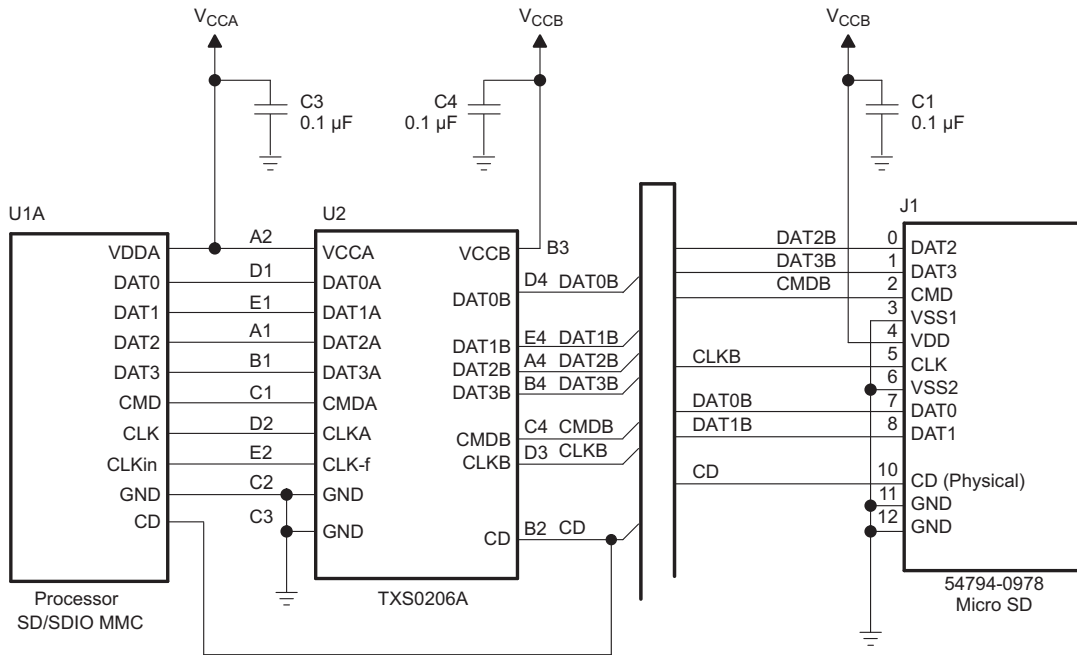 VCCA
VCCB
VCCB
C3
0.1 µF
C4
0.1 µF
C1
0.1 µF
U1A
U2
J1
VDDA
DAT0
DAT1
DAT2
DAT3
CMD
CLK
CLKin
GND
CD
A2
D1
E1
A1
B1
C1
D2
E2
C2
C3
VCCA
DAT0A
DAT1A
DAT2A
DAT3A
CMDA
CLKA
CLK-f
GND
GND
VCCB
DAT0B
DAT1B
DAT2B
DAT3B
CMDB
CLKB
CD
B3
D4 DAT0B
E4 DAT1B
A4 DAT2B
B4 DAT3B
C4 CMDB
D3 CLKB
B2 CD
DAT2B
DAT3B
CMDB
CLKB
DAT0B
DAT1B
CD
0
1
2
3
4
5
6
7
8
10
11
12
DAT2
DAT3
CMD
VSS1
VDD
CLK
VSS2
DAT0
DAT1
CD (Physical)
GND
GND
Processor
SD/SDIO MMC
TXS0206A
54794-0978
Micro SD